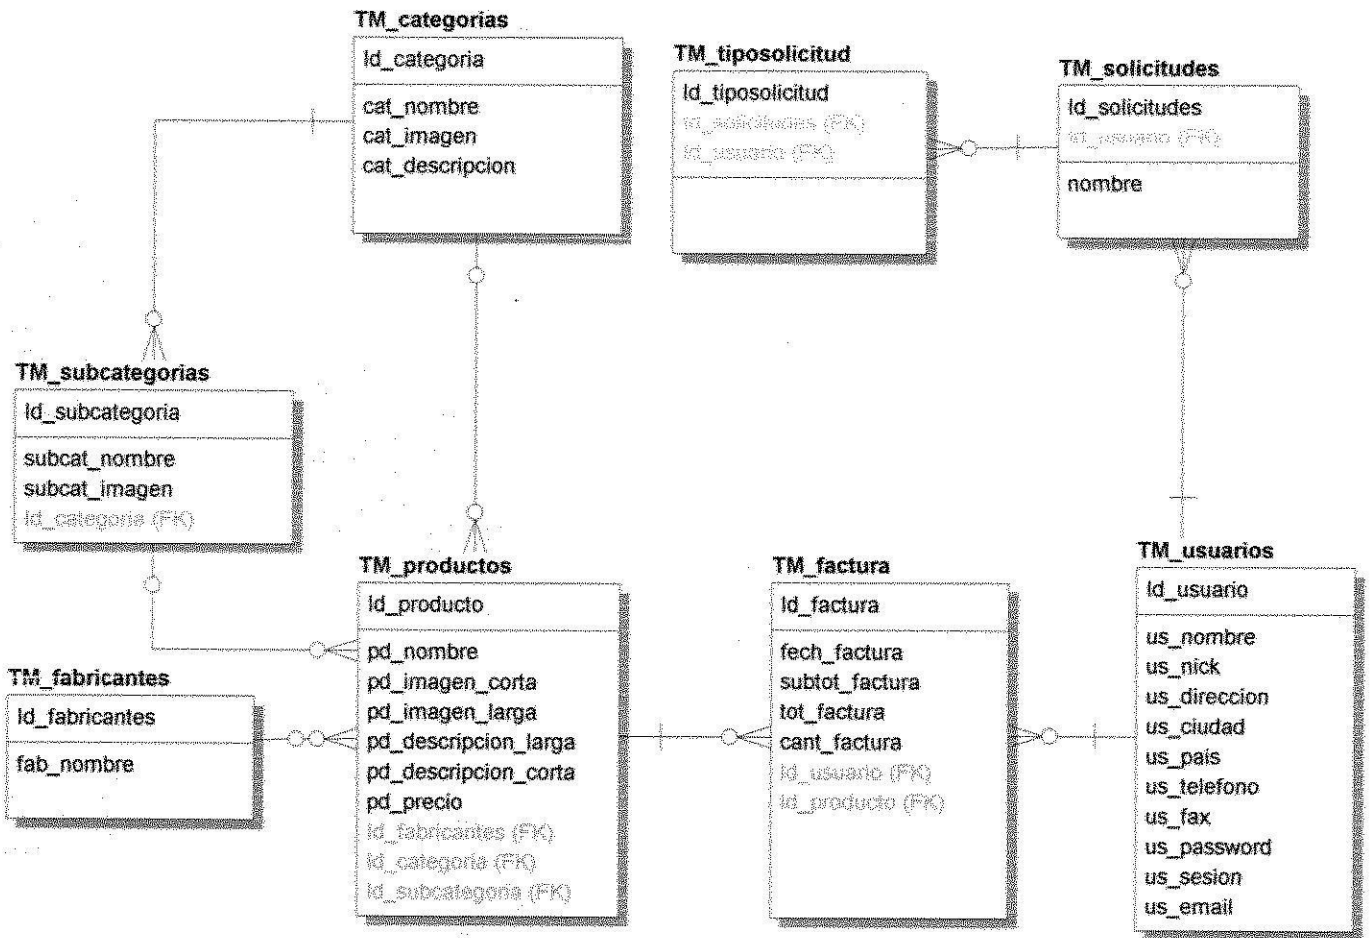 TM_categorias
Id_categoria
cat_nombre
cat_imagen
cat_descripcion
TM_tiposolicitud
Id_tiposolicitud
Id_solicitudes (FK)
Id_usuario (FK)
TM_solicitudes
Id_solicitudes
Id_usuario (FK)
nombre
TM_subcategorias
Id_subcategoria
subcat_nombre
subcat_imagen
Id_categoria (FK)
TM_fabricantes
Id_fabricantes
fab_nombre
TM_productos
Id_producto
pd_nombre
pd_imagen_corta
pd_imagen_larga
pd_descripcion_larga
pd_descripcion_corta
pd_precio
Id_fabricantes (FK)
Id_categoria (FK)
Id_subcategoria (FK)
TM_factura
Id_factura
fech_factura
subtot_factura
tot_factura
cant_factura
Id_usuario (FK)
Id_producto (FK)
TM_usuarios
Id_usuario
us_nombre
us_nick
us_direccion
us_ciudad
us_pais
us_telefono
us_fax
us_password
us_sesion
us_email